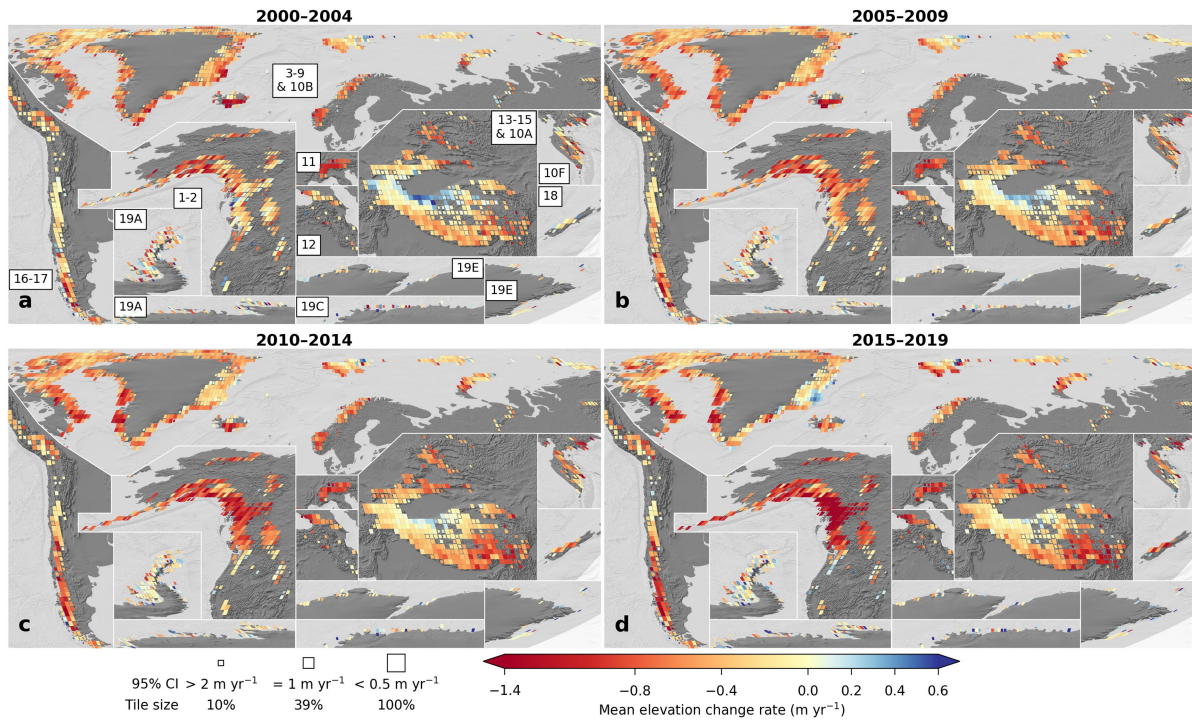 2000–2004
2005–2009
3-9
& 10B
13-15
& 10A
11
10F
1-2
18
19A
12
16-17
19E
19E
a
19A
19C
b
2010–2014
2015–2019
c
d
95% CI > 2 m yr⁻¹ = 1 m yr⁻¹ < 0.5 m yr⁻¹
Tile size 10% 39% 100%
−1.4 −0.8 −0.4 0.0 0.2 0.4 0.6
Mean elevation change rate (m yr⁻¹)